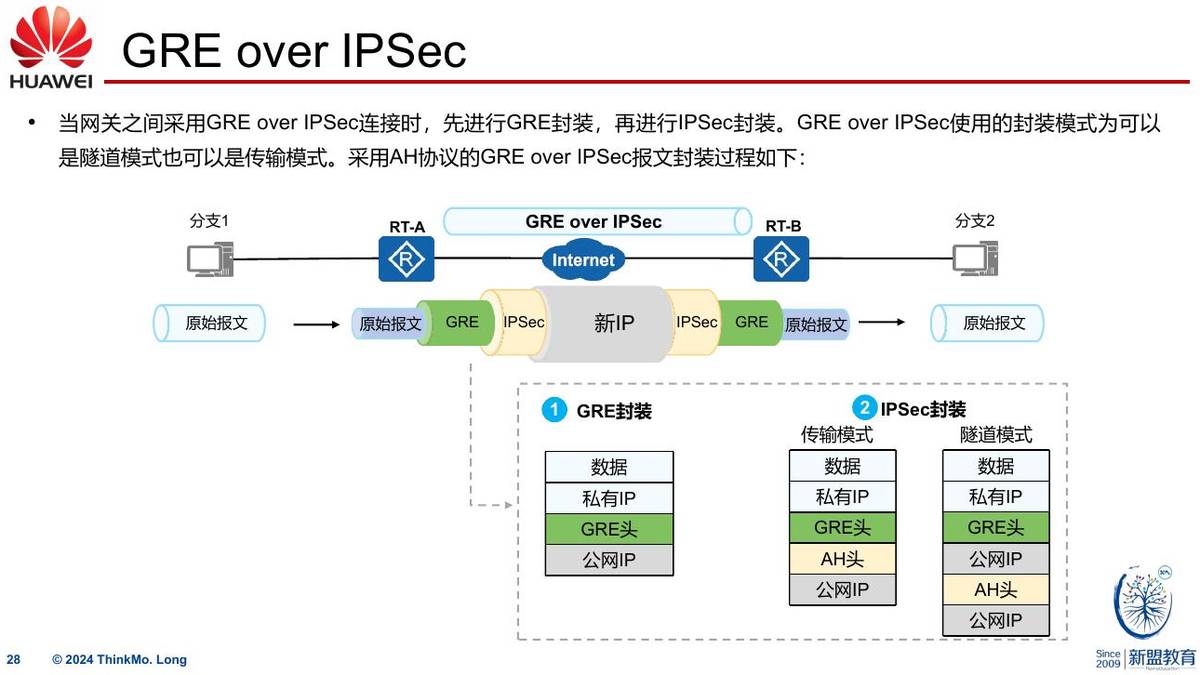 HUAWEI
GRE over IPSec
• 当网关之间采用GRE over IPSec连接时，先进行GRE封装，再进行IPSec封装。GRE over IPSec使用的封装模式为可以
是隧道模式也可以是传输模式。采用AH协议的GRE over IPSec报文封装过程如下：
分支1
RT-A
GRE over IPSec
RT-B
分支2
R
Internet
R
原始报文
原始报文
GRE
IPSec
新IP
IPSec
GRE
原始报文
原始报文
1 GRE封装
2 IPSec封装
传输模式
隧道模式
数据
私有IP
GRE头
公网IP
数据
私有IP
GRE头
AH头
公网IP
数据
私有IP
GRE头
公网IP
AH头
公网IP
28
© 2024 ThinkMo. Long
Since
2009
新盟教育